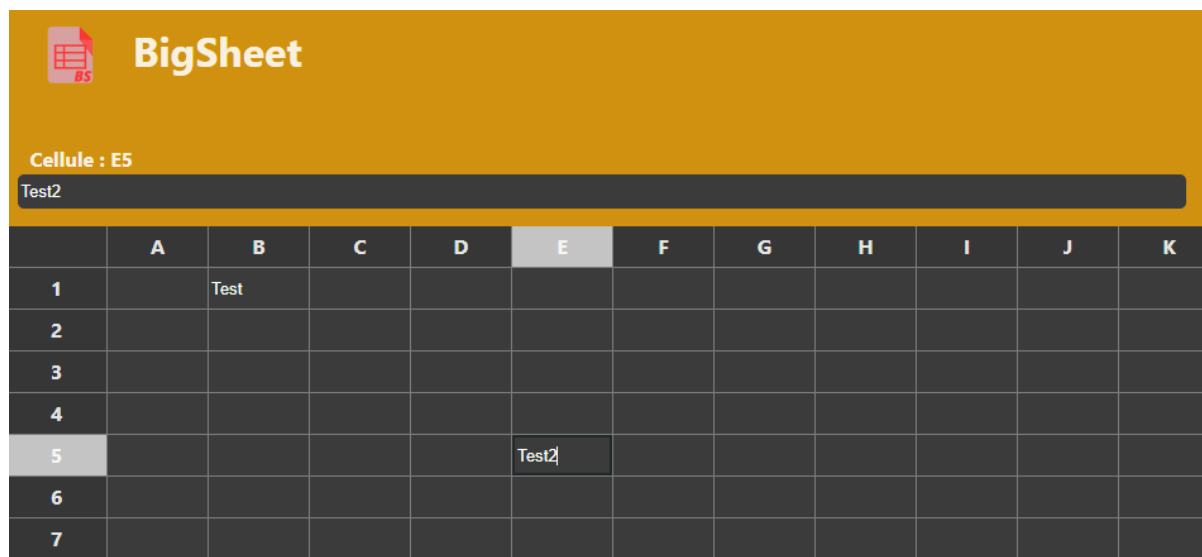 BS
BigSheet
Cellule : E5
Test2
A B C D E F G H I J K
1 Test
2
3
4
5 Test2
6
7